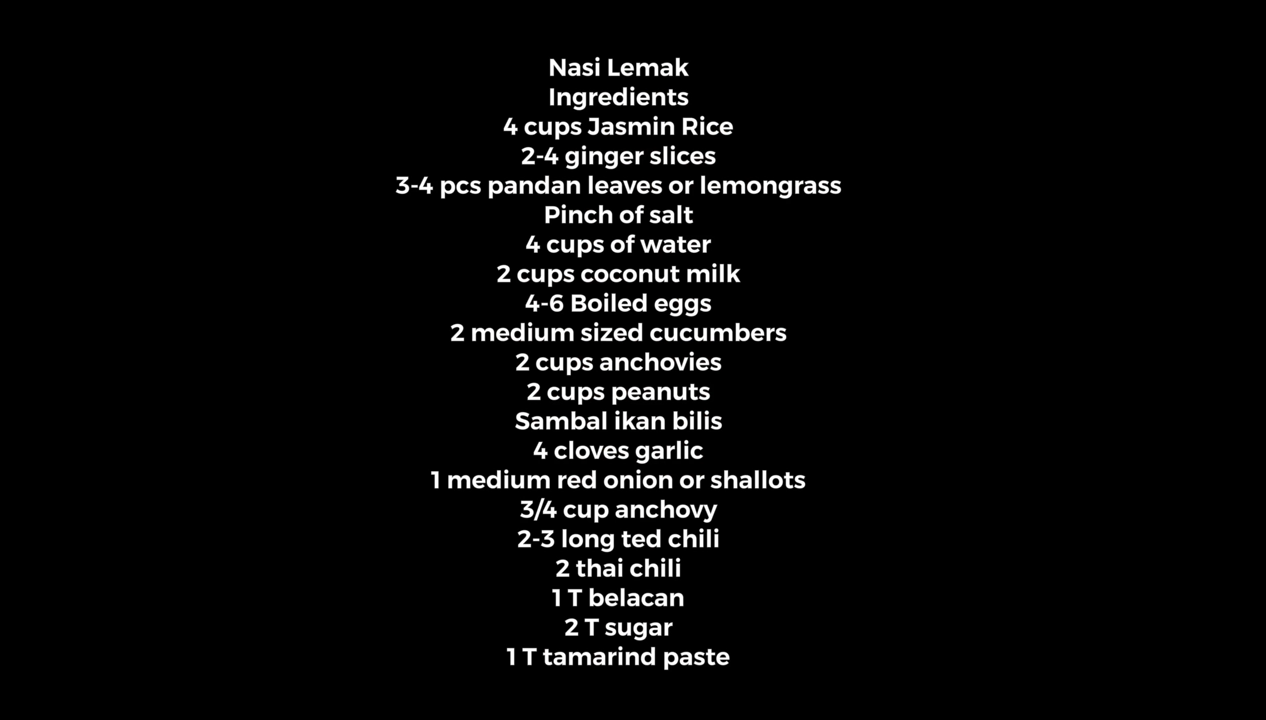 Nasi Lemak
Ingredients
4 cups Jasmin Rice
2-4 ginger slices
3-4 pcs pandan leaves or lemongrass
Pinch of salt
4 cups of water
2 cups coconut milk
4-6 Boiled eggs
2 medium sized cucumbers
2 cups anchovies
2 cups peanuts
Sambal ikan bilis
4 cloves garlic
1 medium red onion or shallots
3/4 cup anchovy
2-3 long ted chili
2 thai chili
1 T belacan
2 T sugar
1 T tamarind paste